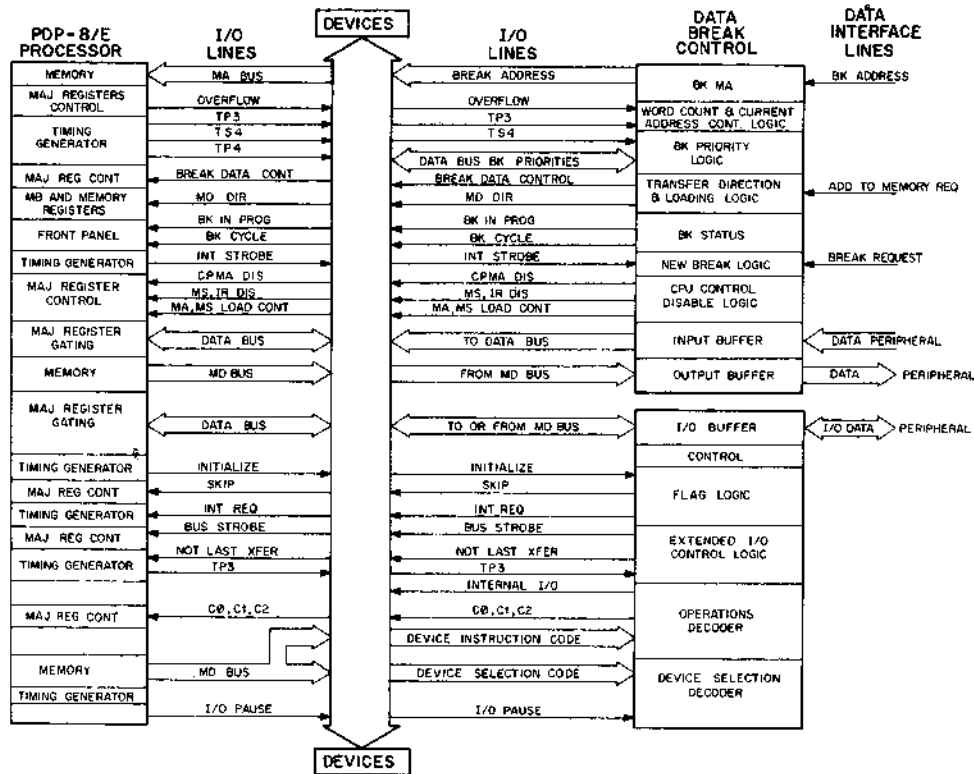 DEVICES
PDP-8/E PROCESSOR
I/O LINES
I/O LINES
DATA BREAK CONTROL
DATA INTERFACE LINES
MEMORY
MA BUS
BREAK ADDRESS
BK MA
BK ADDRESS
MAJ REGISTERS CONTROL
OVERFLOW
OVERFLOW
WORD COUNT & CURRENT ADDRESS CONT. LOGIC
TIMING GENERATOR
TP3
TP3
TS4
TS4
TP4
DATA BUS BK PRIORITIES
BK PRIORITY LOGIC
MAJ REG CONT
BREAK DATA CONT
BREAK DATA CONTROL
TRANSFER DIRECTION & LOADING LOGIC
ADD TO MEMORY REQ
MB AND MEMORY REGISTERS
MD DIR
MD DIR
FRONT PANEL
BK IN PROG
BK IN PROG
BK STATUS
BK CYCLE
BK CYCLE
TIMING GENERATOR
INT STROBE
INT STROBE
NEW BREAK LOGIC
BREAK REQUEST
MAJ REGISTER CONTROL
CPMA DIS
CPMA DIS
CPU CONTROL DISABLE LOGIC
MS,IR DIS
MS,IR DIS
MA,MS LOAD CONT
MA,MS LOAD CONT
MAJ REGISTER GATING
DATA BUS
TO DATA BUS
INPUT BUFFER
DATA PERIPHERAL
MEMORY
MD BUS
FROM MD BUS
OUTPUT BUFFER
DATA
PERIPHERAL
MAJ REGISTER GATING
DATA BUS
TO OR FROM MD BUS
I/O BUFFER
I/O DATA
PERIPHERAL
CONTROL
TIMING GENERATOR
INITIALIZE
INITIALIZE
FLAG LOGIC
MAJ REG CONT
SKIP
SKIP
TIMING GENERATOR
INT REQ
INT REQ
MAJ REG CONT
BUS STROBE
BUS STROBE
EXTENDED I/O CONTROL LOGIC
TIMING GENERATOR
NOT LAST XFER
NOT LAST XFER
TP3
TP3
INTERNAL I/O
MAJ REG CONT
C0,C1,C2
C0,C1,C2
OPERATIONS DECODER
DEVICE INSTRUCTION CODE
MEMORY
MD BUS
DEVICE SELECTION CODE
DEVICE SELECTION DECODER
TIMING GENERATOR
I/O PAUSE
I/O PAUSE
DEVICES